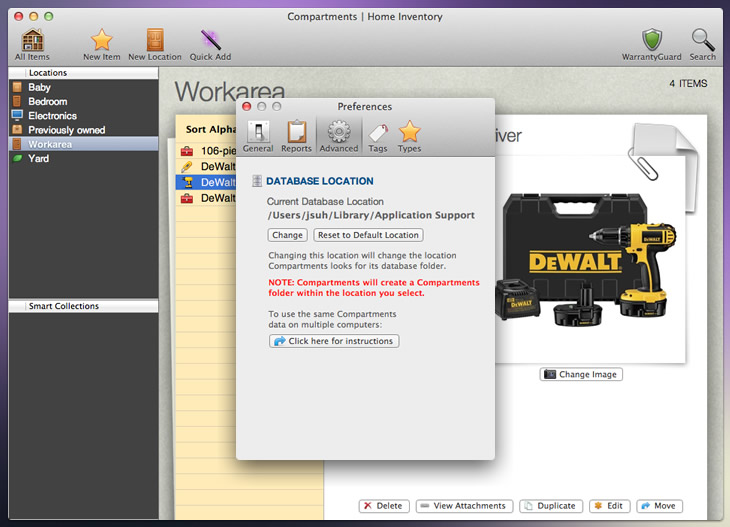 Compartments | Home Inventory
All Items
New Item
New Location
Quick Add
WarrantyGuard
Search
Locations
Baby
Bedroom
Electronics
Previously owned
Workarea
Yard
Smart Collections
Workarea
4 ITEMS
Sort Alpha
106-pie
DeWalt
DeWalt
DeWalt
iver
DEWALT
Change Image
Delete
View Attachments
Duplicate
Edit
Move
Preferences
General
Reports
Advanced
Tags
Types
DATABASE LOCATION
Current Database Location
/Users/jsuh/Library/Application Support
Change
Reset to Default Location
Changing this location will change the location
Compartments looks for its database folder.
NOTE: Compartments will create a Compartments
folder within the location you select.
To use the same Compartments
data on multiple computers:
Click here for instructions